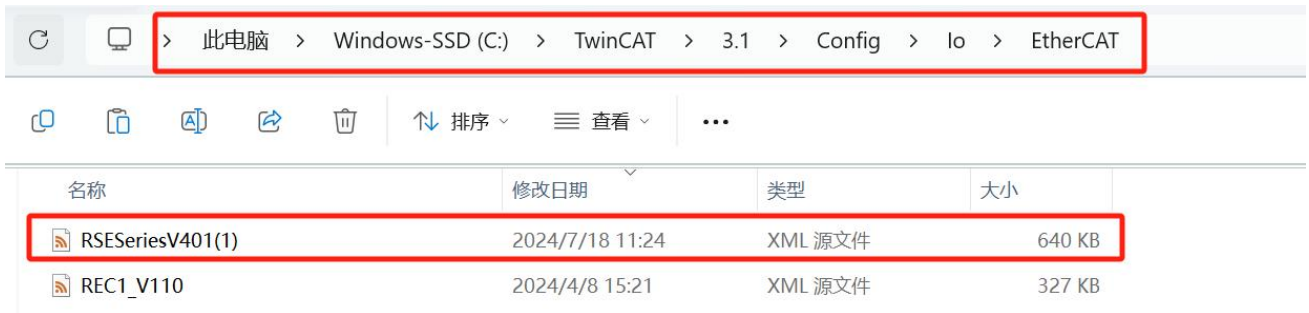 > 此电脑 > Windows-SSD (C:) > TwinCAT > 3.1 > Config > Io > EtherCAT
排序 查看 •••
名称 修改日期 类型 大小
RSESeriesV401(1) 2024/7/18 11:24 XML 源文件 640 KB
REC1_V110 2024/4/8 15:21 XML 源文件 327 KB